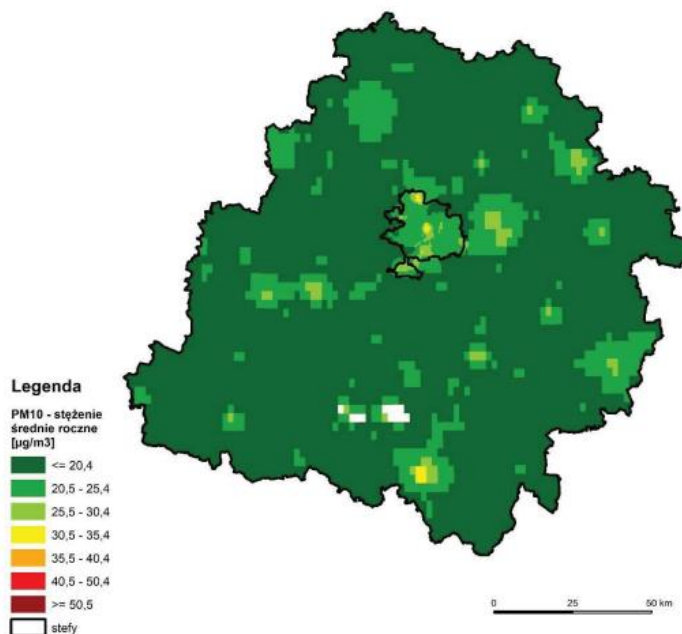 Legenda
PM10 - stężenie
średnie roczne
[µg/m3]
<= 20,4
20,5 - 25,4
25,5 - 30,4
30,5 - 35,4
35,5 - 40,4
40,5 - 50,4
>= 50,5
stefy
0 25 50 km